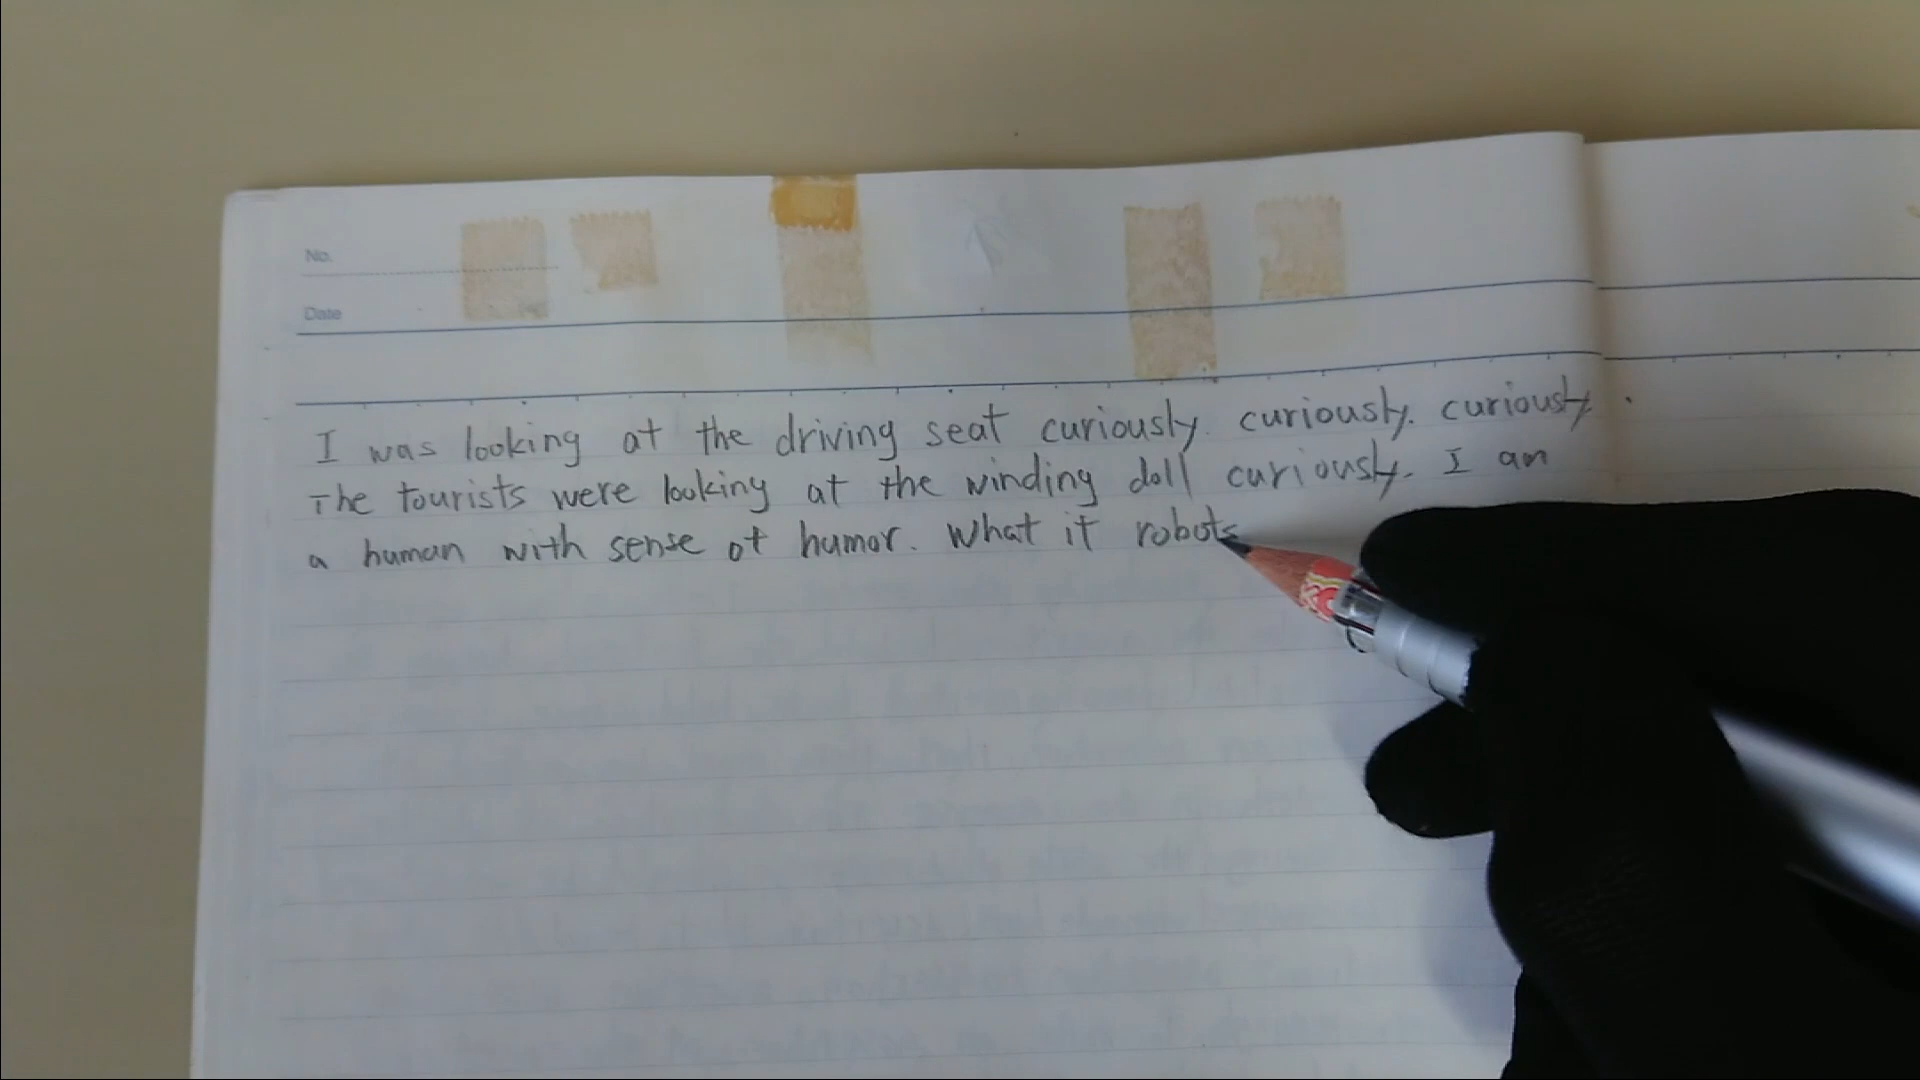 No.
Date
I was looking at the driving seat curiously. curiously. curiously.
The tourists were looking at the winding doll curiously. I am
a human with sense of humor. What if robots